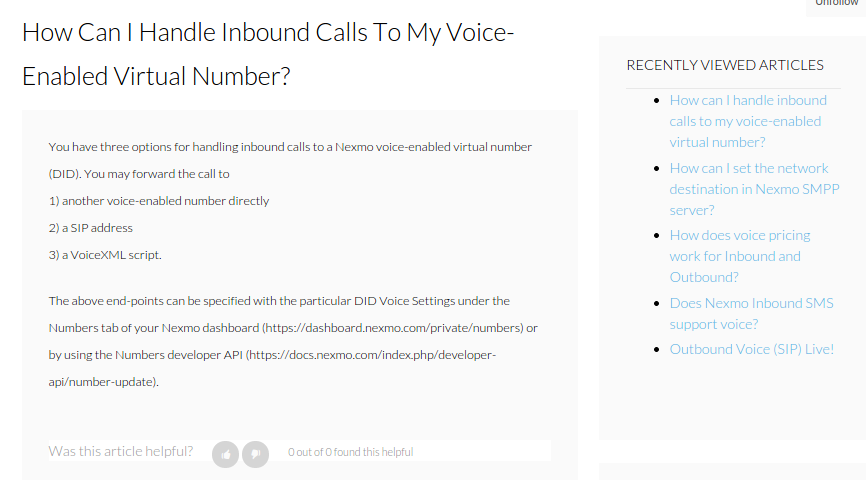 Unfollow
How Can I Handle Inbound Calls To My Voice-
Enabled Virtual Number?
You have three options for handling inbound calls to a Nexmo voice-enabled virtual number
(DID). You may forward the call to
1) another voice-enabled number directly
2) a SIP address
3) a VoiceXML script.
The above end-points can be specified with the particular DID Voice Settings under the
Numbers tab of your Nexmo dashboard (https://dashboard.nexmo.com/private/numbers) or
by using the Numbers developer API (https://docs.nexmo.com/index.php/developer-
api/number-update).
Was this article helpful?
0 out of 0 found this helpful
RECENTLY VIEWED ARTICLES
How can I handle inbound
calls to my voice-enabled
virtual number?
How can I set the network
destination in Nexmo SMPP
server?
How does voice pricing
work for Inbound and
Outbound?
Does Nexmo Inbound SMS
support voice?
Outbound Voice (SIP) Live!